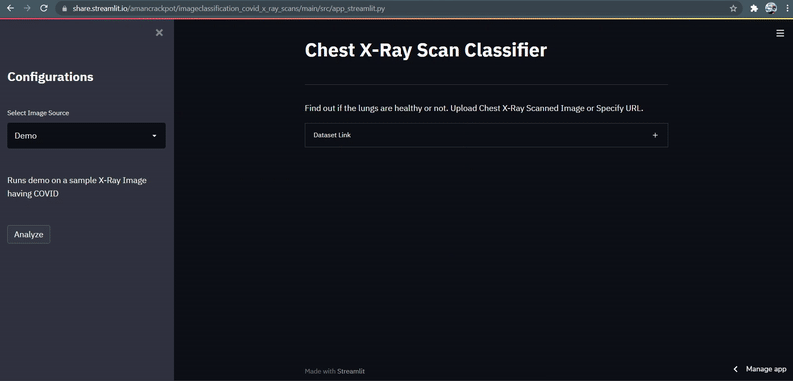 share.streamlit.io/amancrackpot/imageclassification_covid_x_ray_scans/main/src/app_streamlit.py
Configurations
Select Image Source
Demo
Runs demo on a sample X-Ray Image
having COVID
Analyze
Chest X-Ray Scan Classifier
Find out if the lungs are healthy or not. Upload Chest X-Ray Scanned Image or Specify URL.
Dataset Link
Made with Streamlit
Manage app